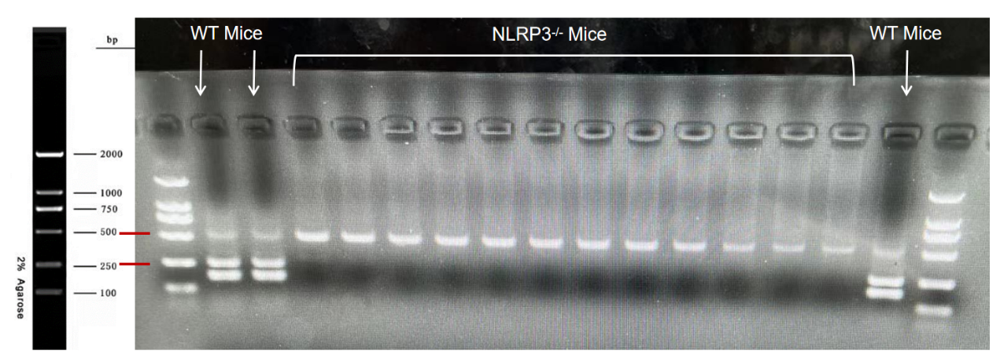 WT Mice
NLRP3-/- Mice
WT Mice
bp
2000
1000
750
500
250
100
2% Agarose